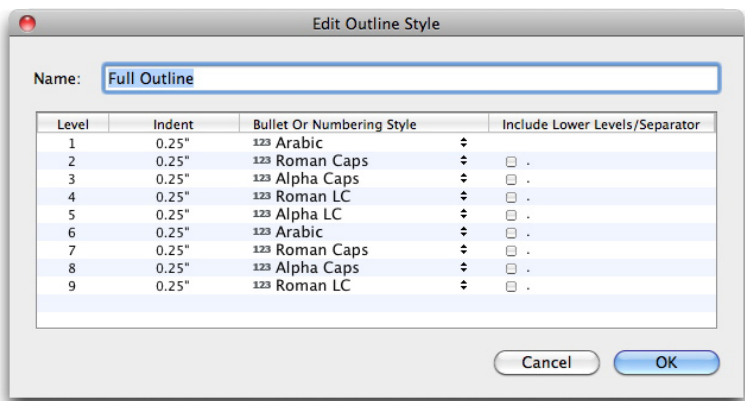 Edit Outline Style
Name: Full Outline
Level Indent Bullet Or Numbering Style Include Lower Levels/Separator
1 0.25" 123 Arabic
2 0.25" 123 Roman Caps .
3 0.25" 123 Alpha Caps .
4 0.25" 123 Roman LC .
5 0.25" 123 Alpha LC .
6 0.25" 123 Arabic .
7 0.25" 123 Roman Caps .
8 0.25" 123 Alpha Caps .
9 0.25" 123 Roman LC .
Cancel OK